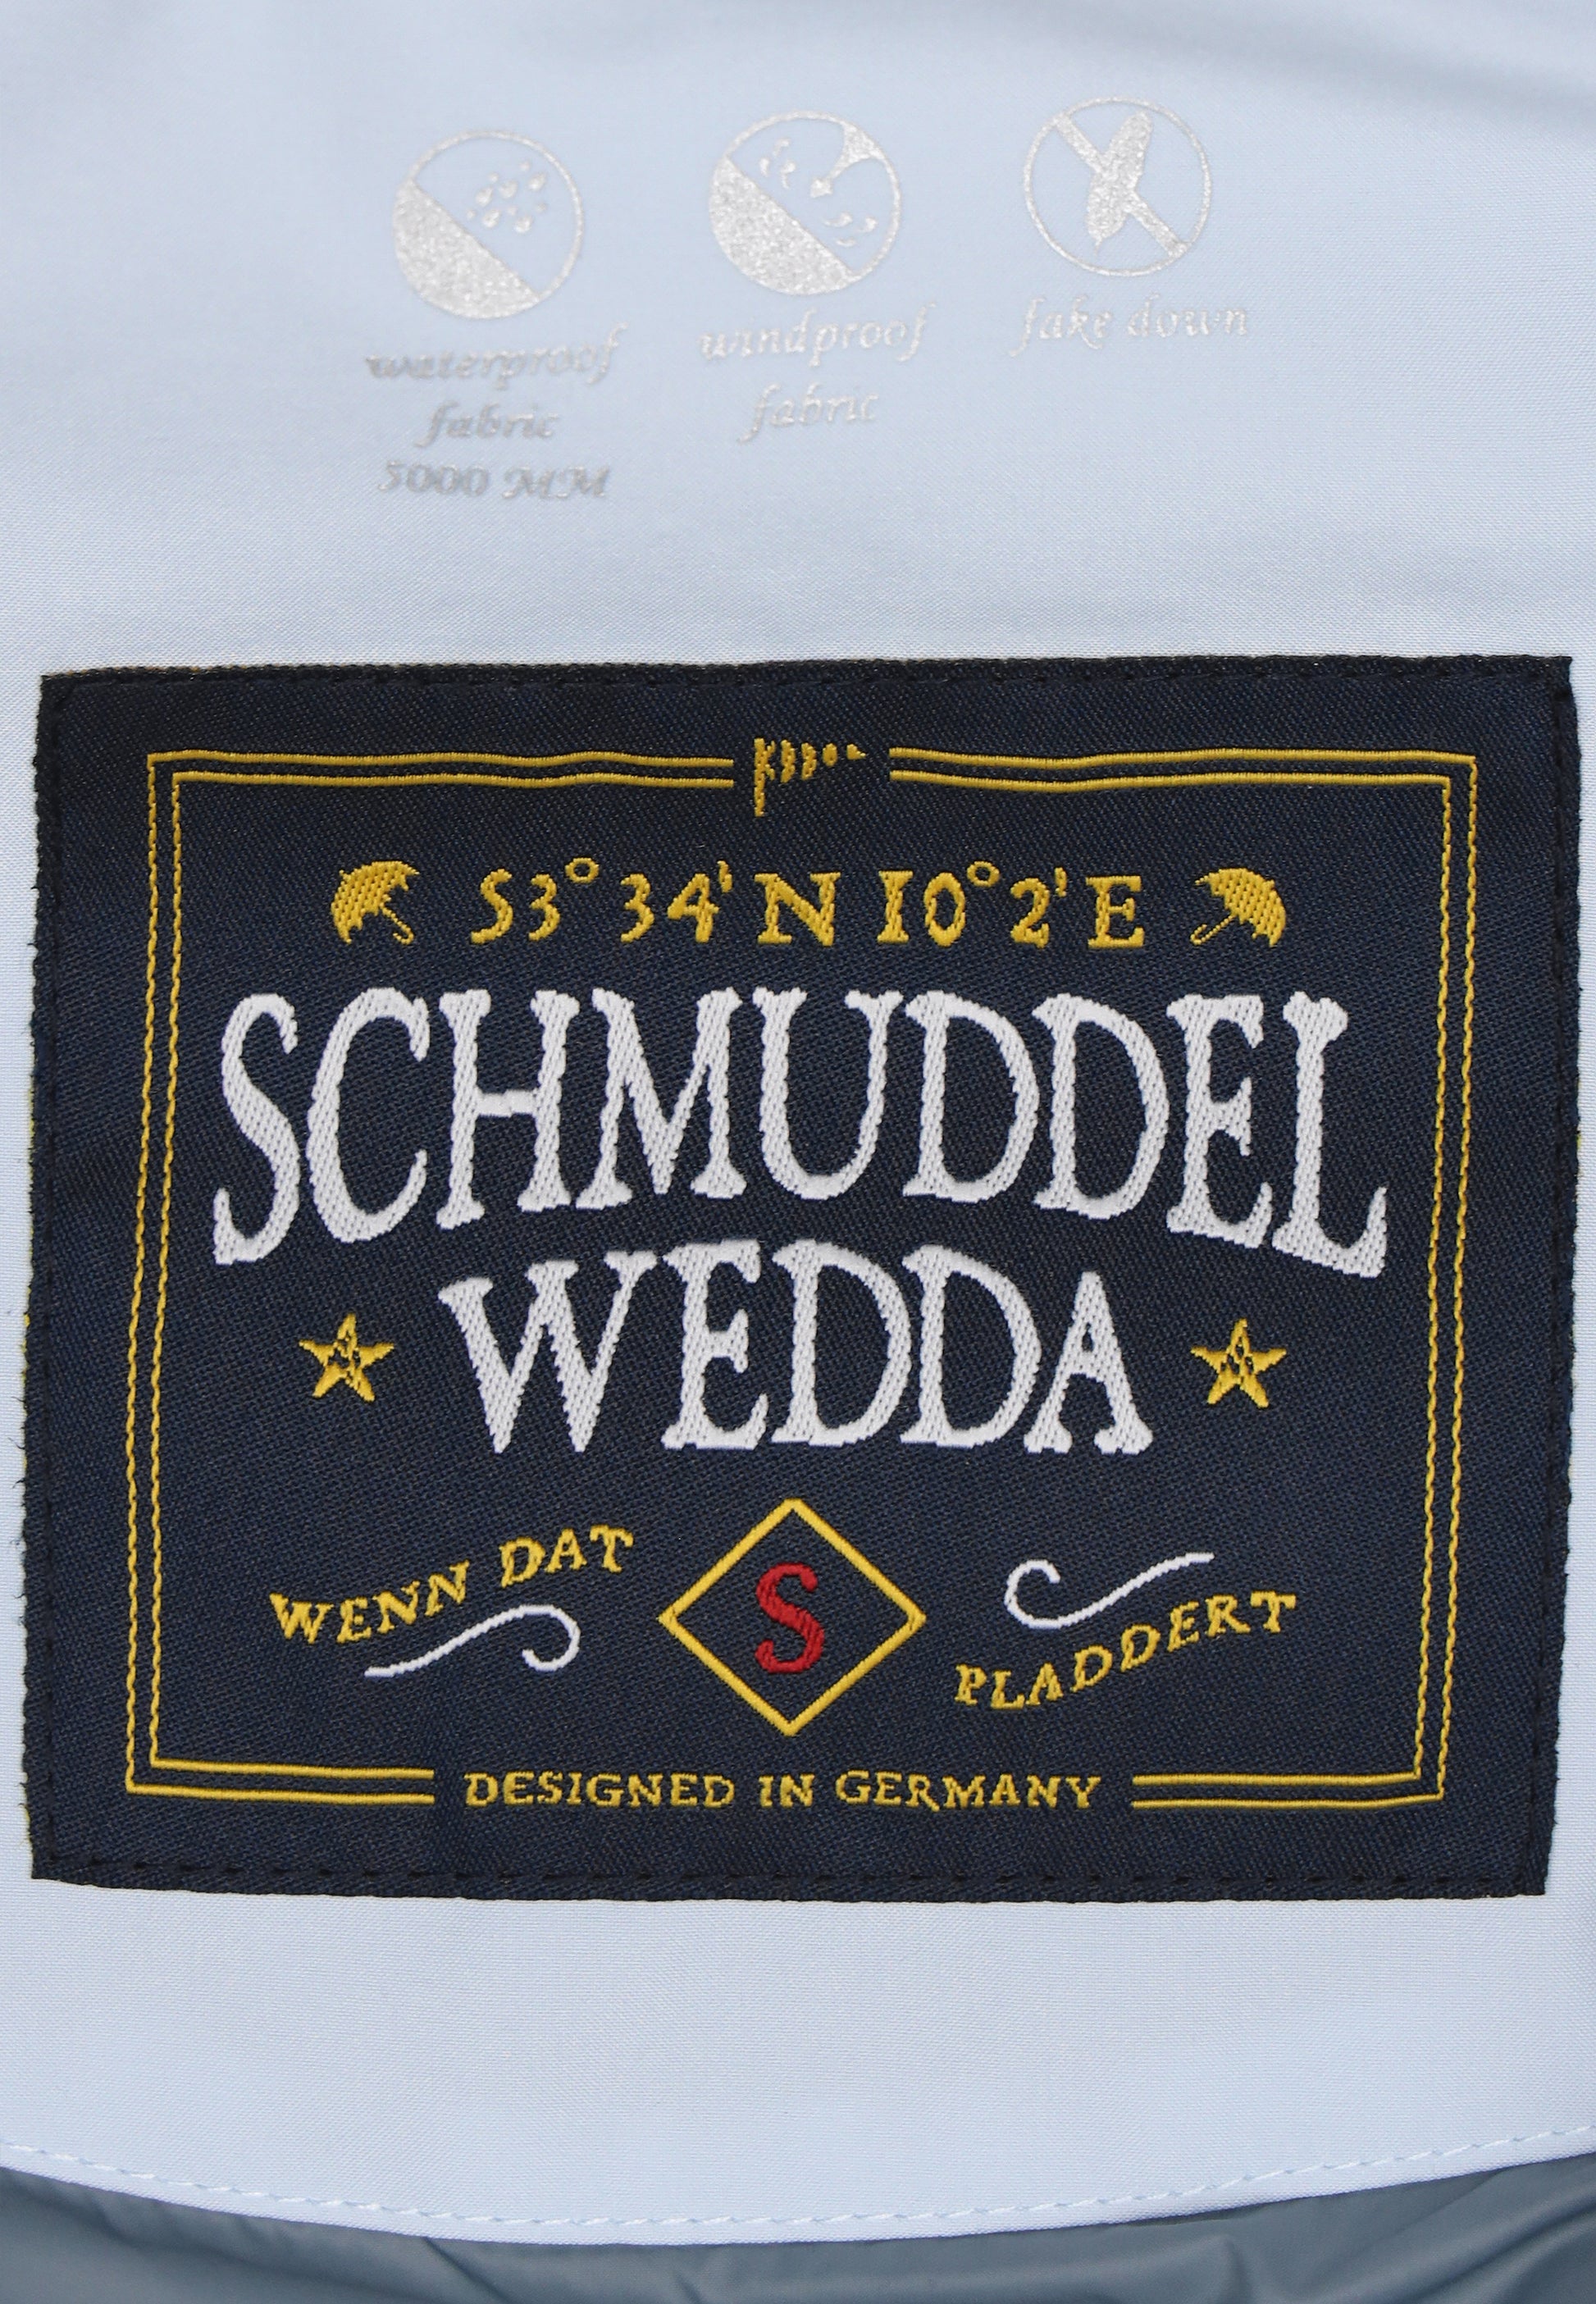 waterproof
fabric
5000 MM
windproof
fabric
fake down
53° 34' N 10° 2' E
SCHMUDDEL
WEDDA
WENN DAT
S
PLADDERT
DESIGNED IN GERMANY